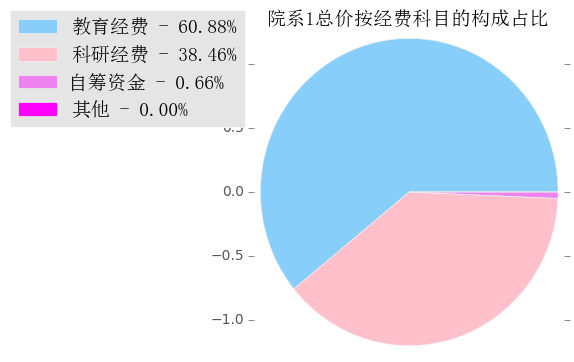 院系1总价按经费科目的构成占比
教育经费 - 60.88%
科研经费 - 38.46%
自筹资金 - 0.66%
其他 - 0.00%
0.5
0.0
−0.5
−1.0